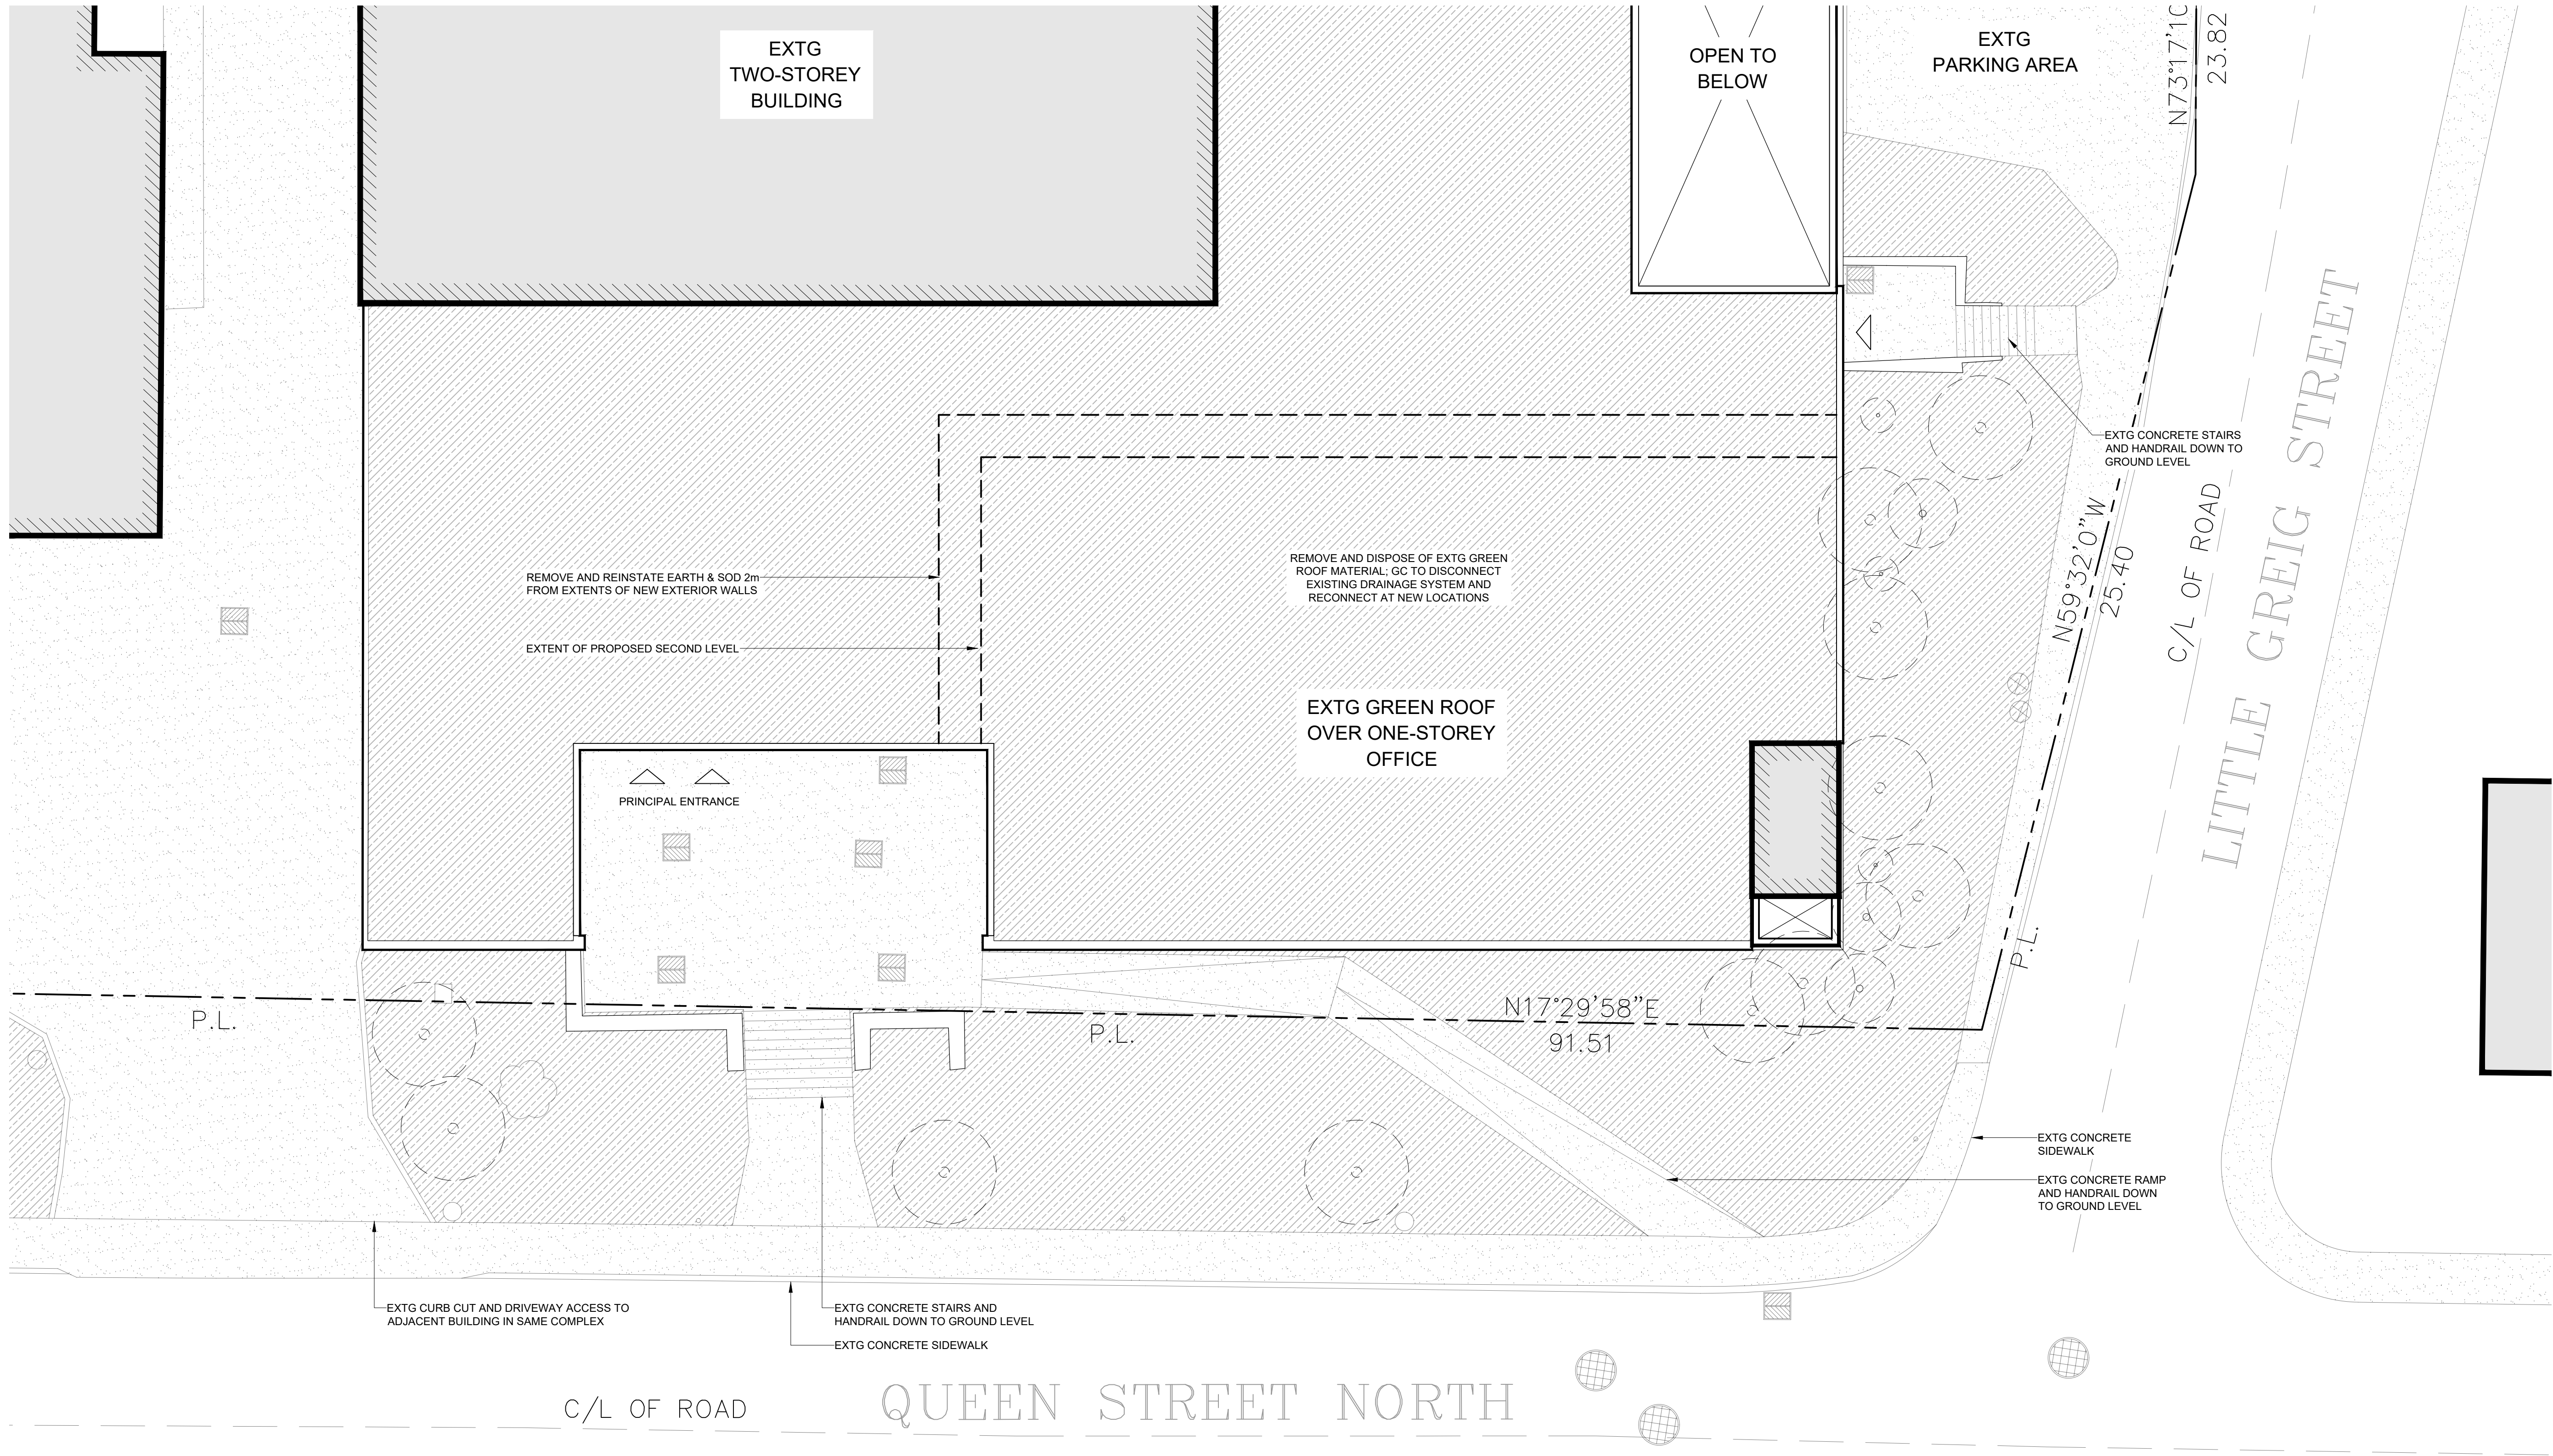 EXTG
TWO-STOREY
BUILDING
OPEN TO
BELOW
EXTG
PARKING AREA
N73°17'10
23.82
EXTG CONCRETE STAIRS
AND HANDRAIL DOWN TO
GROUND LEVEL
LITTLE GREIG STREET
C/L OF ROAD
N59°32'0"W
25.40
REMOVE AND REINSTATE EARTH & SOD 2m
FROM EXTENTS OF NEW EXTERIOR WALLS
REMOVE AND DISPOSE OF EXTG GREEN
ROOF MATERIAL; GC TO DISCONNECT
EXISTING DRAINAGE SYSTEM AND
RECONNECT AT NEW LOCATIONS
EXTENT OF PROPOSED SECOND LEVEL
EXTG GREEN ROOF
OVER ONE-STOREY
OFFICE
PRINCIPAL ENTRANCE
P.L.
P.L.
P.L.
N17°29'58"E
91.51
EXTG CONCRETE
SIDEWALK
EXTG CONCRETE RAMP
AND HANDRAIL DOWN
TO GROUND LEVEL
EXTG CURB CUT AND DRIVEWAY ACCESS TO
ADJACENT BUILDING IN SAME COMPLEX
EXTG CONCRETE STAIRS AND
HANDRAIL DOWN TO GROUND LEVEL
EXTG CONCRETE SIDEWALK
C/L OF ROAD
QUEEN STREET NORTH